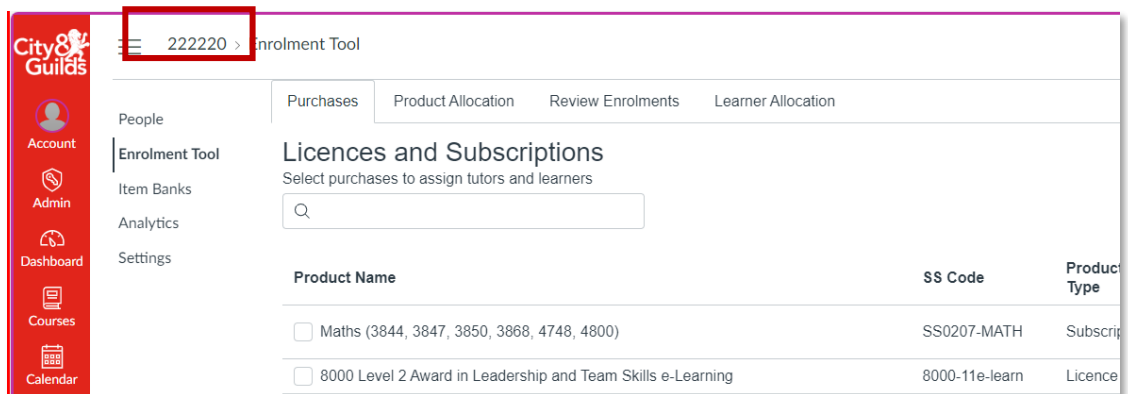 City&
Guilds
Account
Admin
Dashboard
Courses
Calendar
222220 > Enrolment Tool
People
Enrolment Tool
Item Banks
Analytics
Settings
Purchases Product Allocation Review Enrolments Learner Allocation
Licences and Subscriptions
Select purchases to assign tutors and learners
Product Name SS Code Product Type
Maths (3844, 3847, 3850, 3868, 4748, 4800) SS0207-MATH Subscrip
8000 Level 2 Award in Leadership and Team Skills e-Learning 8000-11e-learn Licence